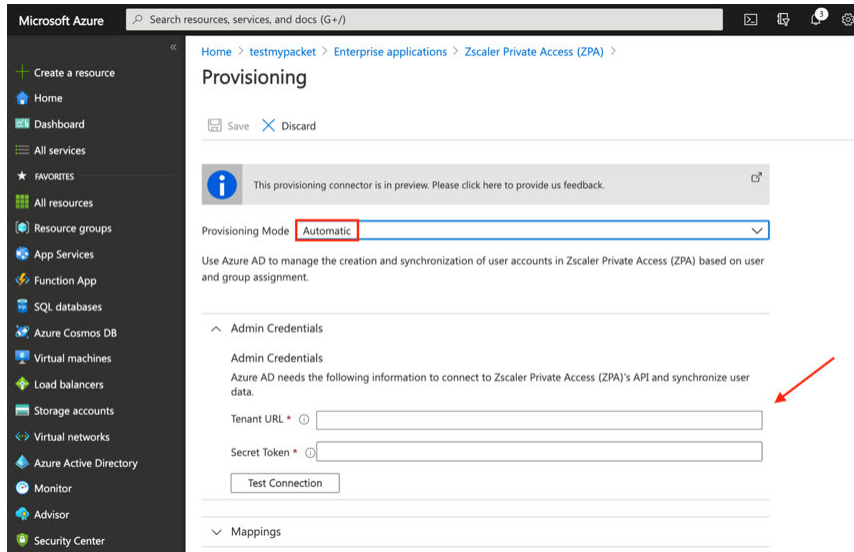 Microsoft Azure
Search resources, services, and docs (G+/)
3
«
Create a resource
Home
Dashboard
All services
FAVORITES
All resources
Resource groups
App Services
Function App
SQL databases
Azure Cosmos DB
Virtual machines
Load balancers
Storage accounts
Virtual networks
Azure Active Directory
Monitor
Advisor
Security Center
Home > testmypacket > Enterprise applications > Zscaler Private Access (ZPA) >
Provisioning
Save Discard
This provisioning connector is in preview. Please click here to provide us feedback.
Provisioning Mode Automatic
Use Azure AD to manage the creation and synchronization of user accounts in Zscaler Private Access (ZPA) based on user
and group assignment.
Admin Credentials
Admin Credentials
Azure AD needs the following information to connect to Zscaler Private Access (ZPA)'s API and synchronize user
data.
Tenant URL *
Secret Token *
Test Connection
Mappings